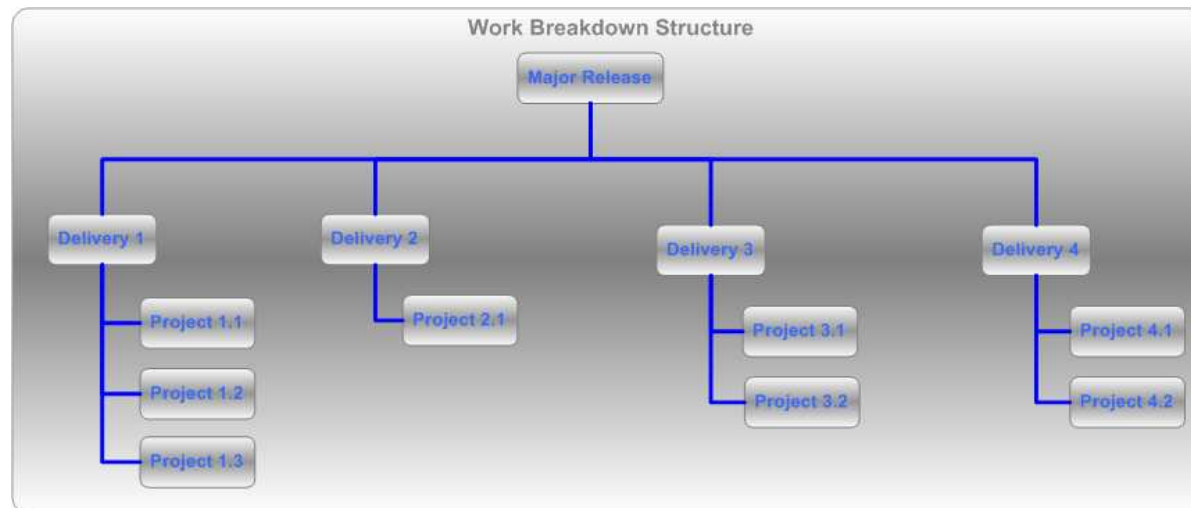 Work Breakdown Structure
Major Release
Delivery 1
Delivery 2
Delivery 3
Delivery 4
Project 1.1
Project 2.1
Project 3.1
Project 4.1
Project 1.2
Project 3.2
Project 4.2
Project 1.3